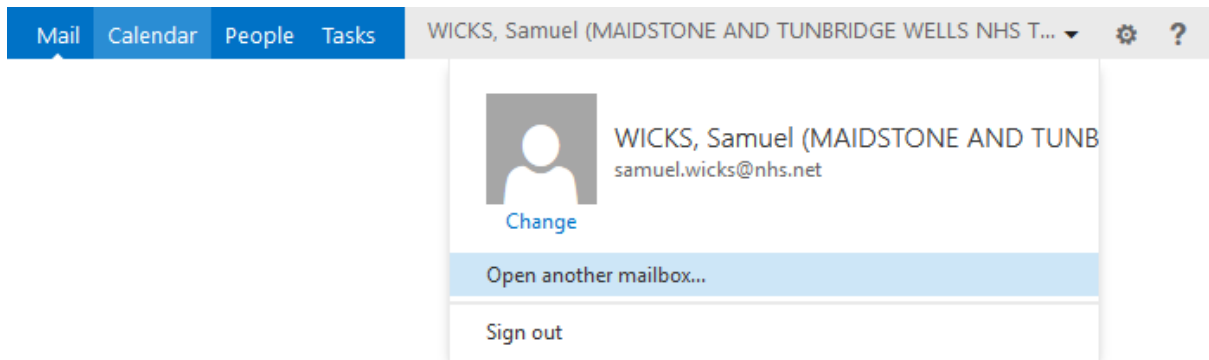 Mail Calendar People Tasks WICKS, Samuel (MAIDSTONE AND TUNBRIDGE WELLS NHS T... ?
WICKS, Samuel (MAIDSTONE AND TUNB
samuel.wicks@nhs.net
Change
Open another mailbox...
Sign out